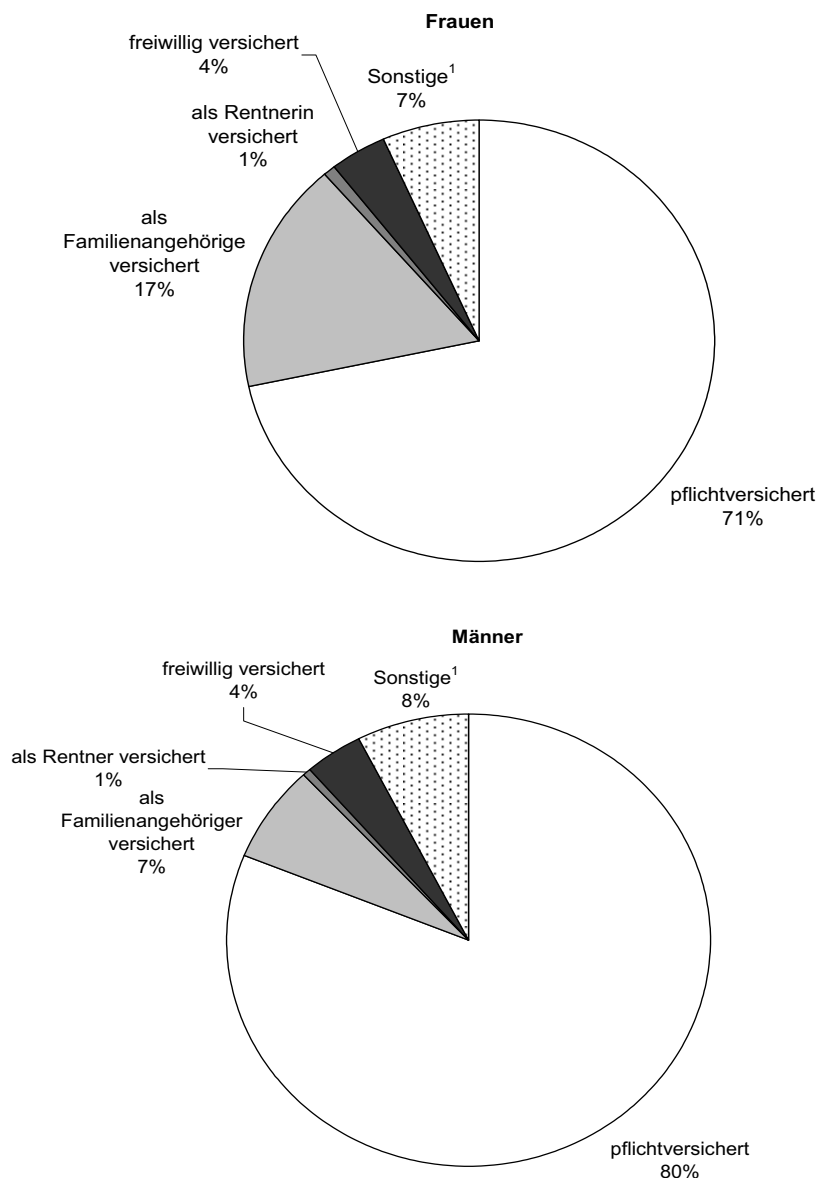 Frauen
freiwillig versichert
4%
Sonstige¹
7%
als Rentnerin
versichert
1%
als
Familienangehörige
versichert
17%
pflichtversichert
71%
Männer
freiwillig versichert
4%
Sonstige¹
8%
als Rentner versichert
1%
als
Familienangehöriger
versichert
7%
pflichtversichert
80%